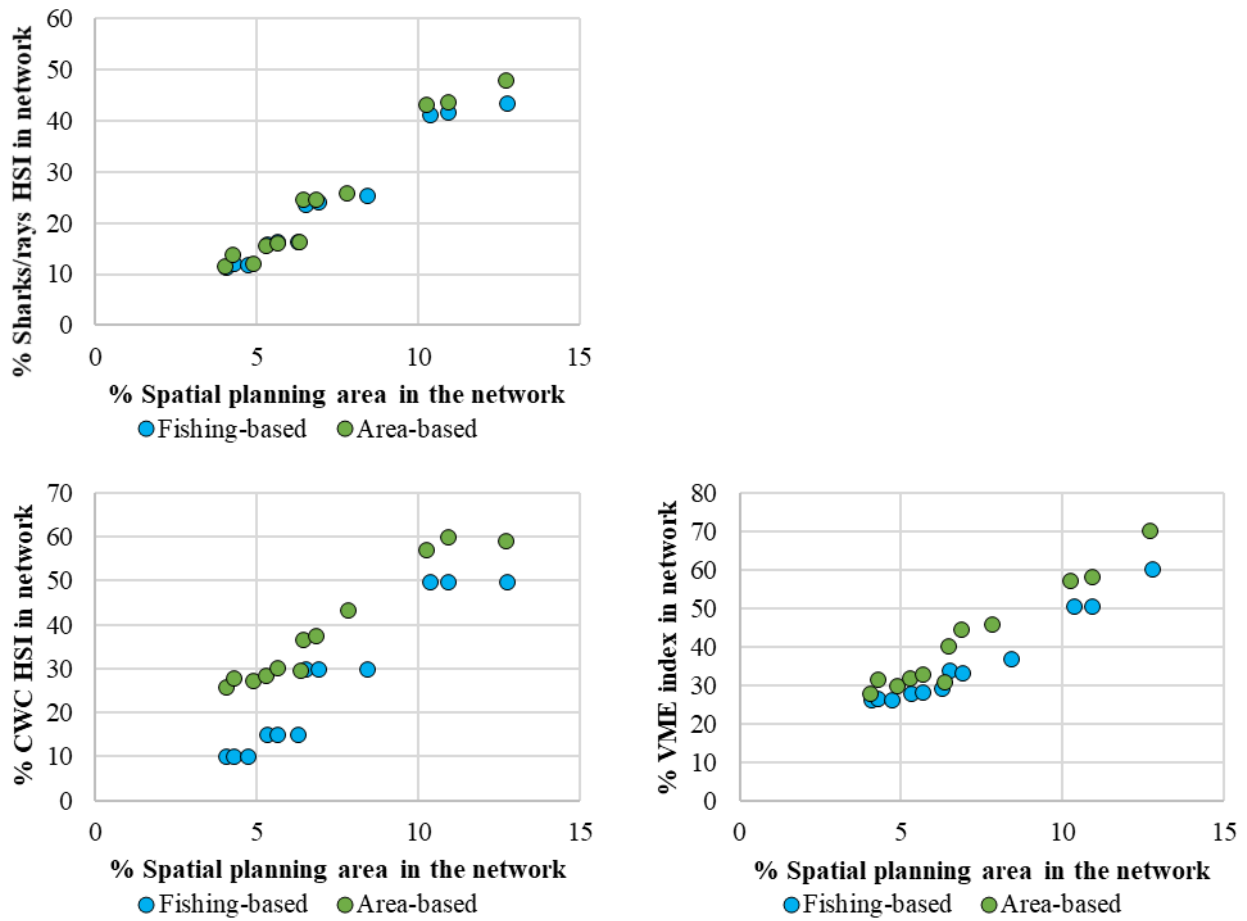 % Sharks/rays HSI in network
60
50
40
30
20
10
0
0 5 10 15
% Spatial planning area in the network
Fishing-based Area-based
% CWC HSI in network
70
60
50
40
30
20
10
0
0 5 10 15
% Spatial planning area in the network
Fishing-based Area-based
% VME index in network
80
70
60
50
40
30
20
10
0
0 5 10 15
% Spatial planning area in the network
Fishing-based Area-based